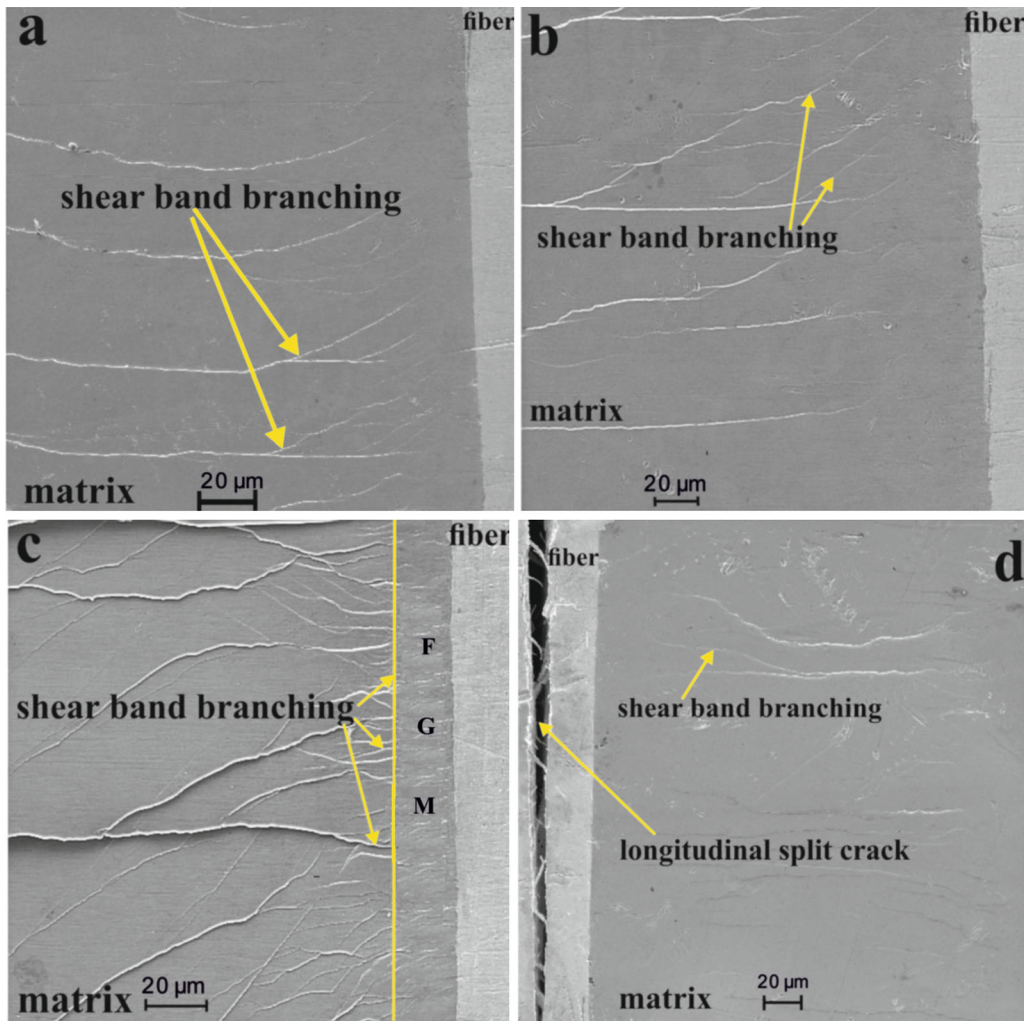 a
fiber
shear band branching
matrix
20 µm
b
fiber
shear band branching
matrix
20 µm
c
fiber
F
shear band branching
G
M
matrix
20 µm
fiber
d
shear band branching
longitudinal split crack
matrix
20 µm